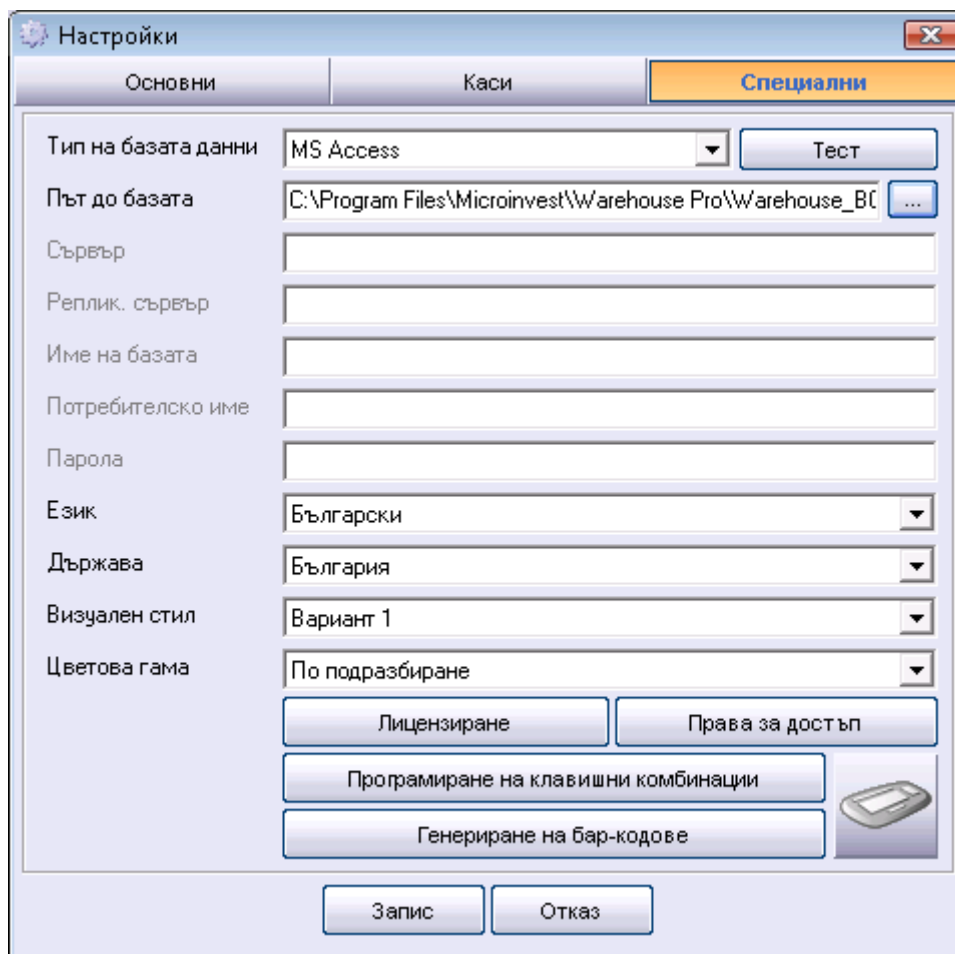 Настройки
Основни
Каси
Специални
Тип на базата данни
MS Access
Тест
Път до базата
C:\Program Files\Microinvest\Warehouse Pro\Warehouse_B
...
Сървър
Реплик. сървър
Име на базата
Потребителско име
Парола
Език
Български
Държава
България
Визуален стил
Вариант 1
Цветова гама
По подразбиране
Лицензиране
Права за достъп
Програмиране на клавишни комбинации
Генериране на бар-кодове
Запис
Отказ